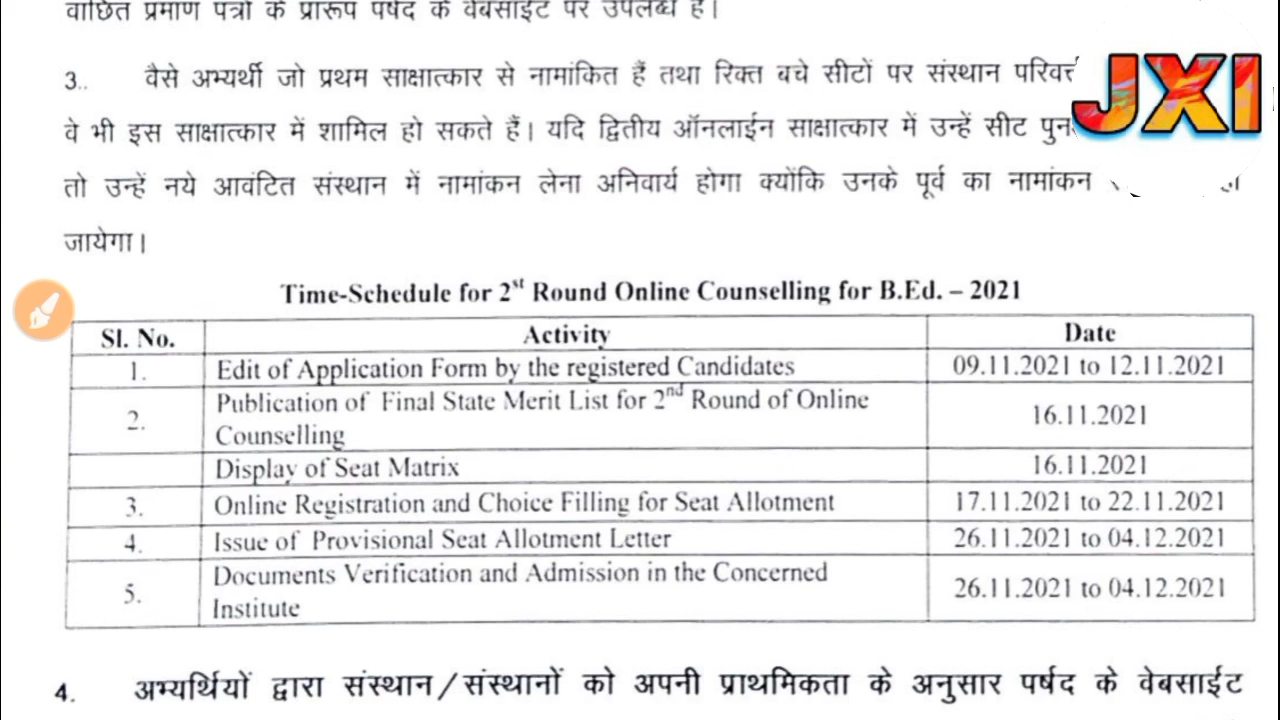 वांछित प्रमाण पत्रों के प्रारूप पर्षद के वेबसाईट पर उपलब्ध है।
3.. वैसे अभ्यर्थी जो प्रथम साक्षात्कार से नामांकित हैं तथा रिक्त बचे सीटों पर संस्थान
वे भी इस साक्षात्कार में शामिल हो सकते हैं। यदि द्वितीय ऑनलाईन साक्षात्कार में उन्हें सीट
तो उन्हें नये आवंटित संस्थान में नामांकन लेना अनिवार्य होगा क्योंकि उनके पूर्व का नामांकन
जायेगा।
JXI
Time-Schedule for 2st Round Online Counselling for B.Ed. – 2021
Sl. No. Activity Date
1. Edit of Application Form by the registered Candidates 09.11.2021 to 12.11.2021
2. Publication of Final State Merit List for 2nd Round of Online
Counselling 16.11.2021
Display of Seat Matrix 16.11.2021
3. Online Registration and Choice Filling for Seat Allotment 17.11.2021 to 22.11.2021
4. Issue of Provisional Seat Allotment Letter 26.11.2021 to 04.12.2021
5. Documents Verification and Admission in the Concerned
Institute 26.11.2021 to 04.12.2021
4. अभ्यर्थियों द्वारा संस्थान/संस्थानों को अपनी प्राथमिकता के अनुसार पर्षद के वेबसाईट